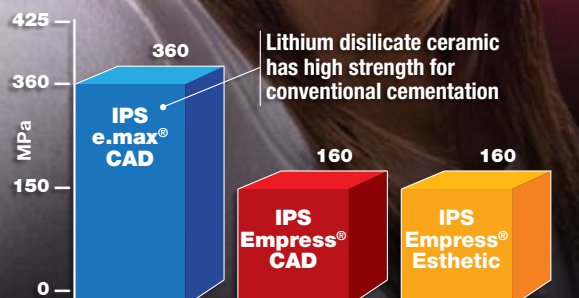 425
360
Lithium disilicate ceramic
has high strength for
conventional cementation
360
IPS
e.max®
CAD
MPa
160
160
150
IPS
Empress®
CAD
IPS
Empress®
Esthetic
0